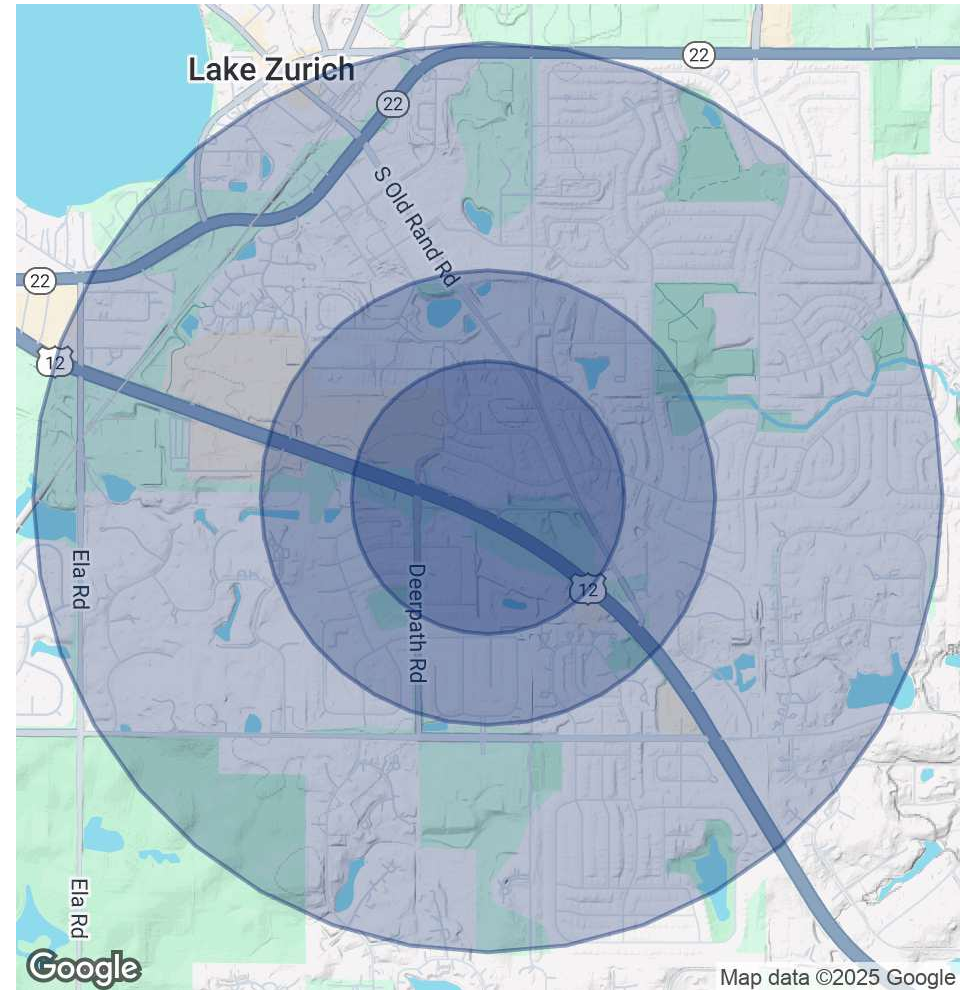 22
Lake Zurich
22
S Old Rand Rd
22
12
Ela Rd
Deerpath Rd
12
Ela Rd
Google
Map data ©2025 Google